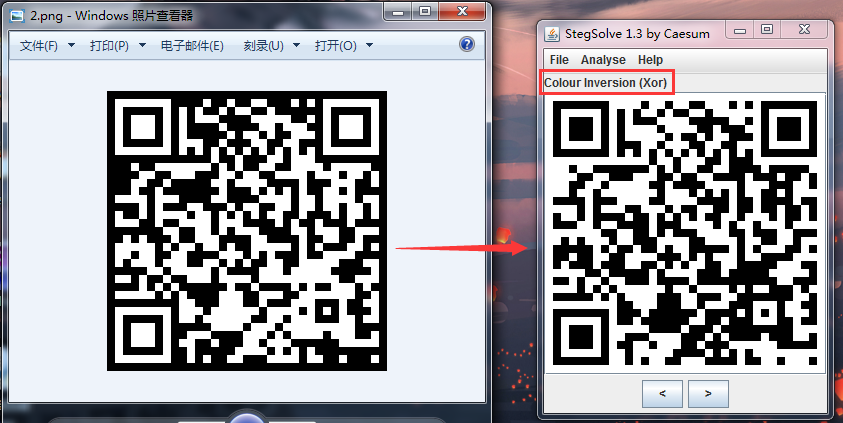 2.png - Windows 照片查看器
文件(F) 打印(P) 电子邮件(E) 刻录(U) 打开(O)
StegSolve 1.3 by Caesum
File Analyse Help
Colour Inversion (Xor)
< >